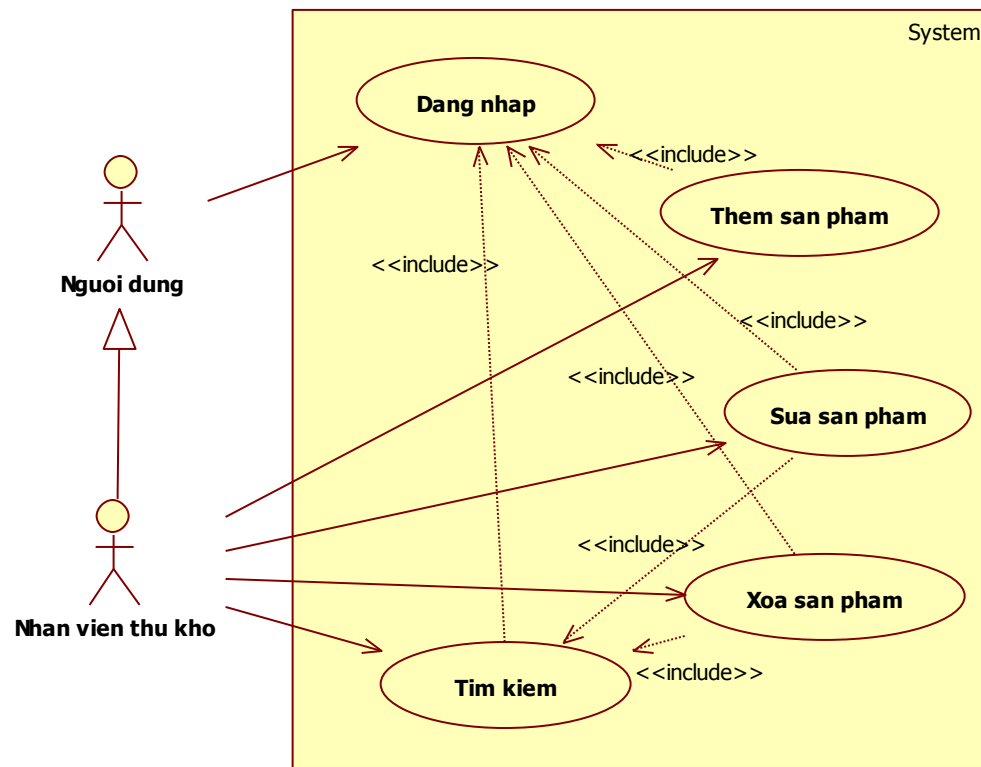 System
Dang nhap
<<include>>
Them san pham
Nguoi dung
<<include>>
<<include>>
<<include>>
Sua san pham
<<include>>
Xoa san pham
Nhan vien thu kho
Tim kiem
<<include>>